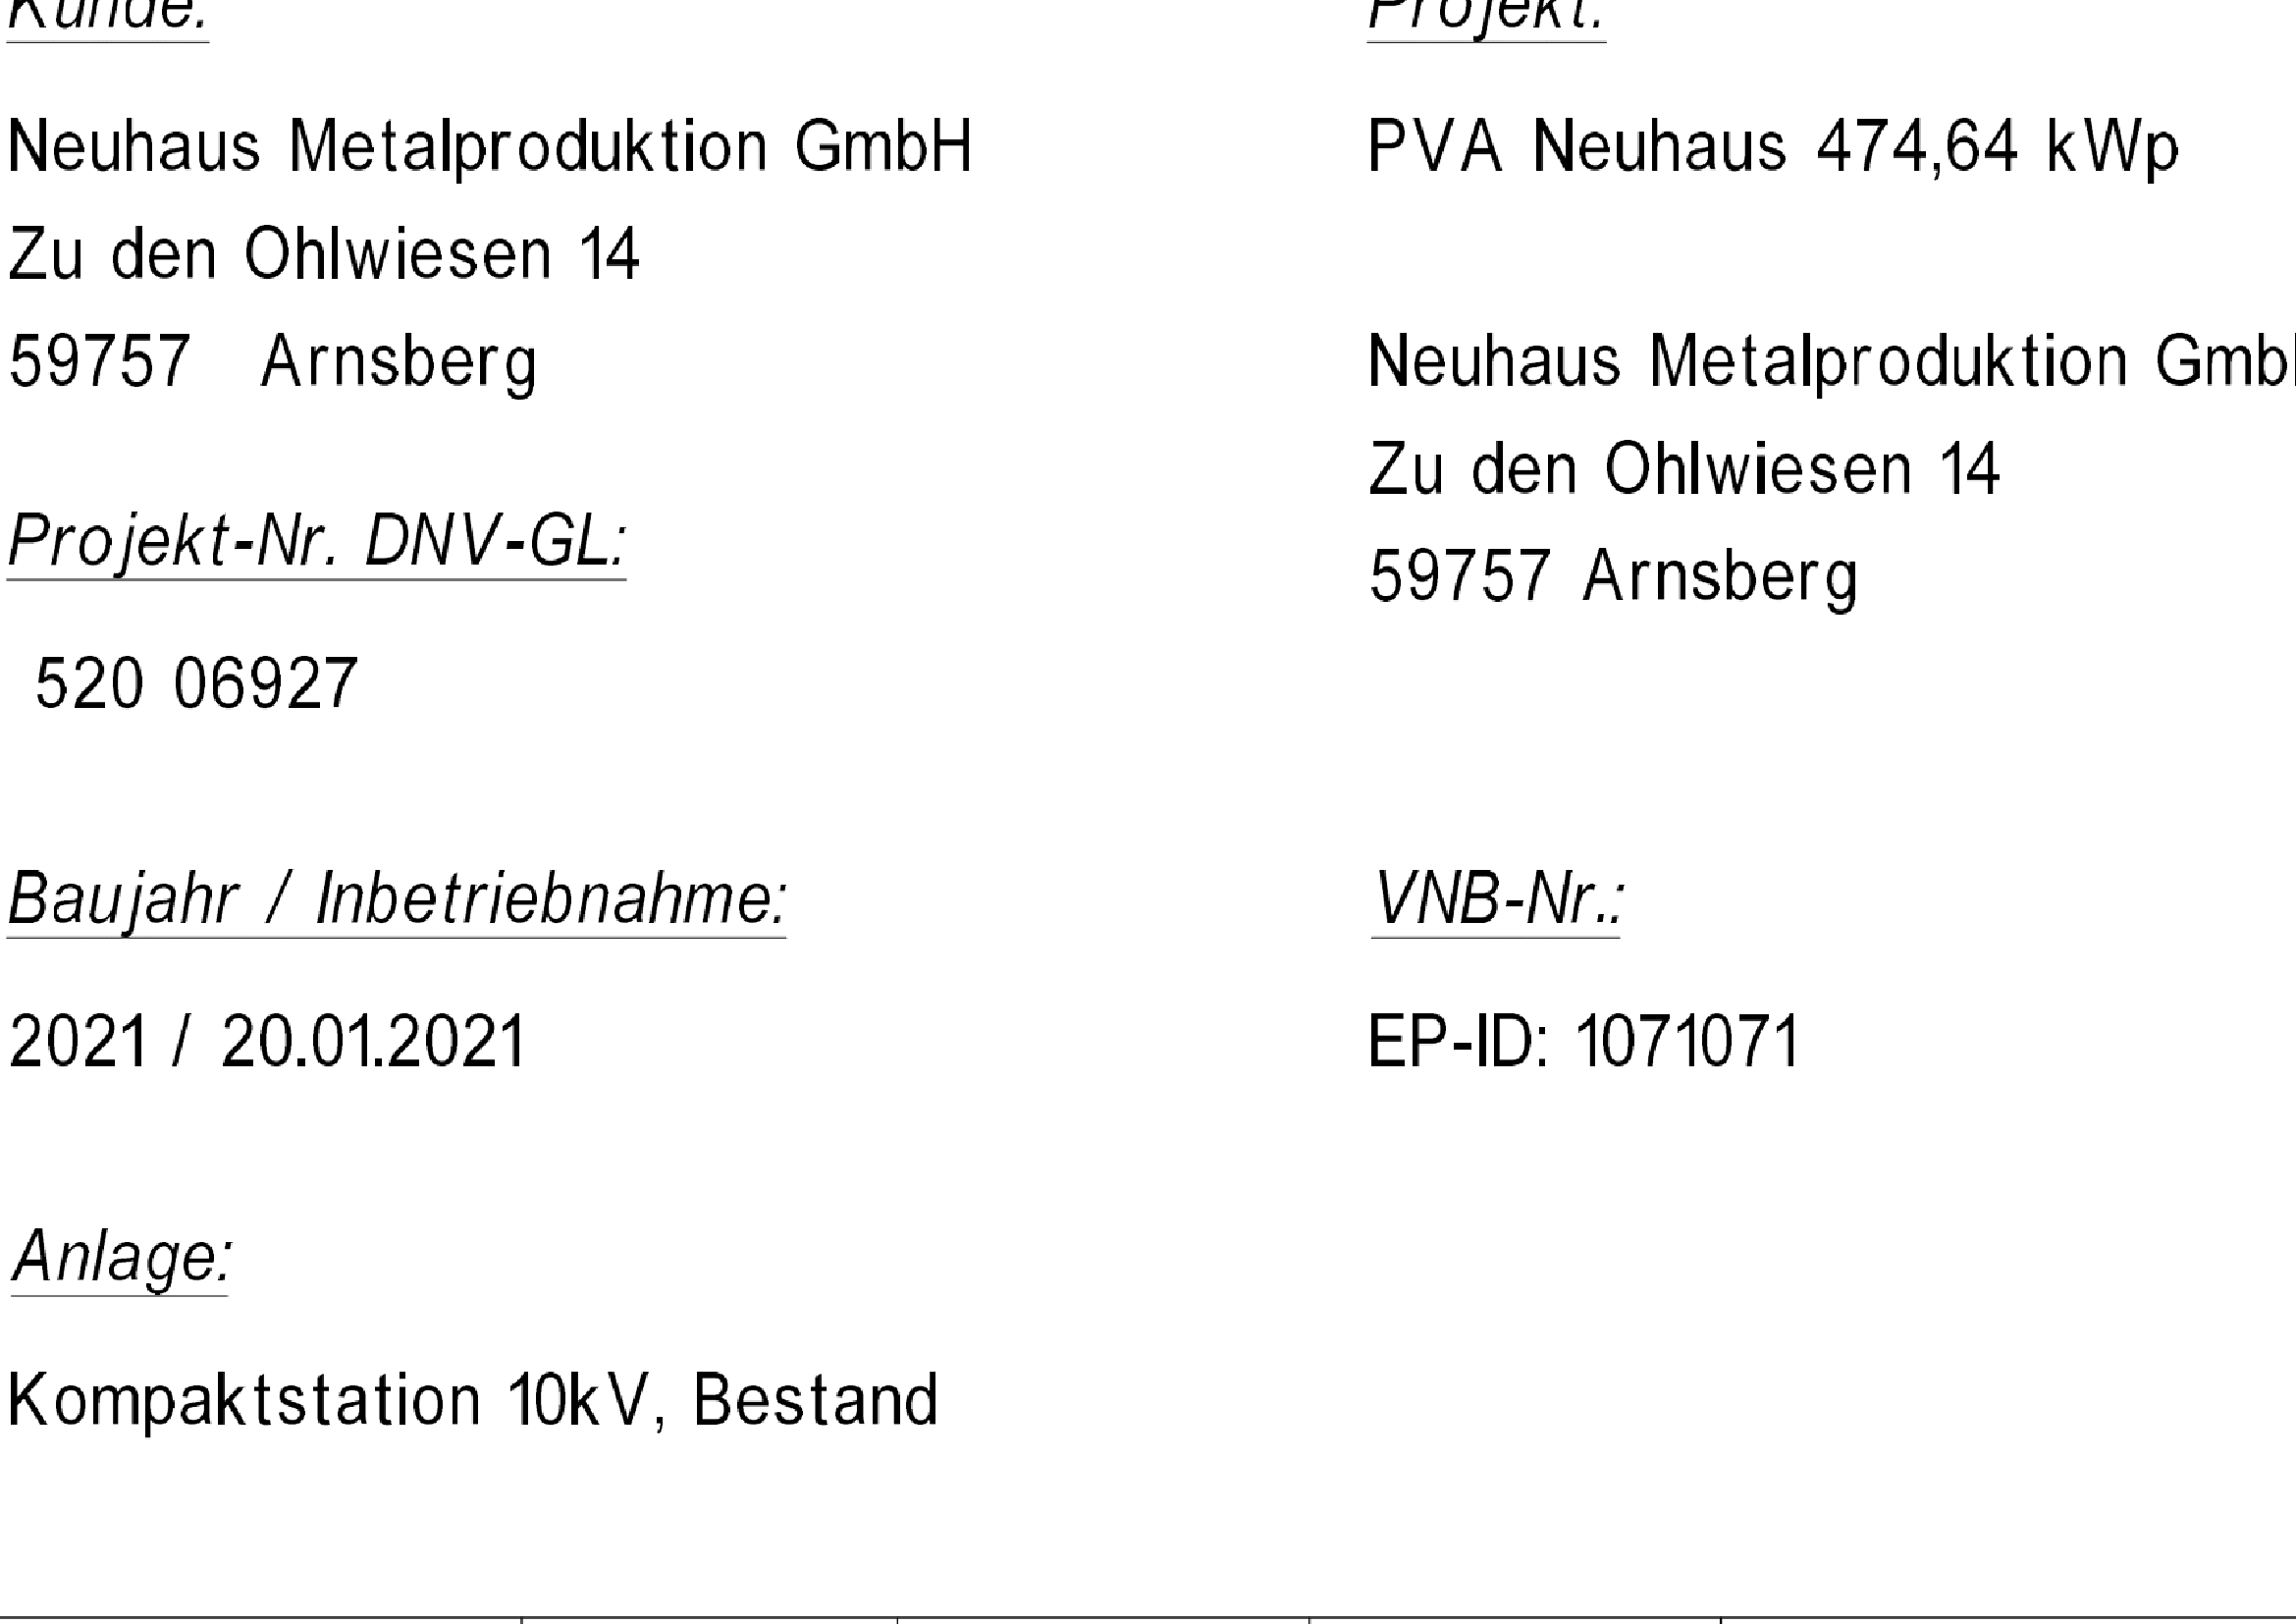 Kunde:
Neuhaus Metalproduktion GmbH
Zu den Ohlwiesen 14
59757 Arnsberg
Projekt-Nr. DNV-GL:
520 06927
Baujahr / Inbetriebnahme:
2021 / 20.01.2021
Anlage:
Kompaktstation 10kV, Bestand
Projekt:
PVA Neuhaus 474,64 kWp
Neuhaus Metalproduktion GmbH
Zu den Ohlwiesen 14
59757 Arnsberg
VNB-Nr.:
EP-ID: 1071071